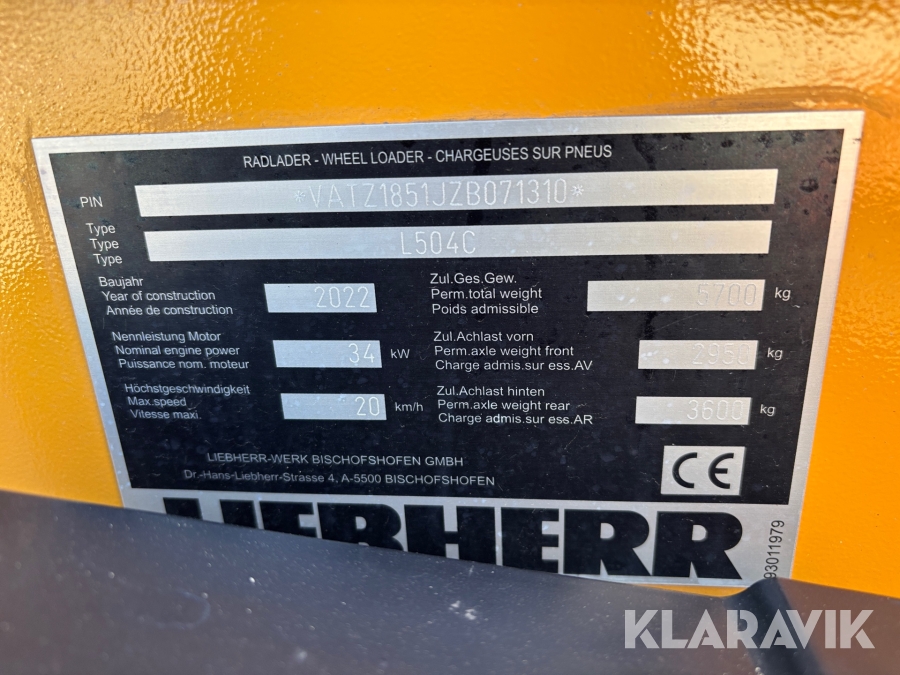 RADLADER - WHEEL LOADER - CHARGEUSES SUR PNEUS
PIN *VATZ1851JZB071310*
Type
Type L504C
Type
Baujahr
Year of construction 2022
Année de construction
Zul.Ges.Gew.
Perm.total weight 5700 kg
Poids admissible
Nennleistung Motor
Nominal engine power 34 kW
Puissance nom. moteur
Zul.Achlast vorn
Perm.axle weight front 2950 kg
Charge admis.sur ess.AV
Höchstgeschwindigkeit
Max.speed 20 km/h
Vitesse maxi.
Zul.Achlast hinten
Perm.axle weight rear 3600 kg
Charge admis.sur ess.AR
LIEBHERR-WERK BISCHOFSHOFEN GMBH
Dr.-Hans-Liebherr-Strasse 4, A-5500 BISCHOFSHOFEN
CE
LIEBHERR
93011979
KLARAVIK